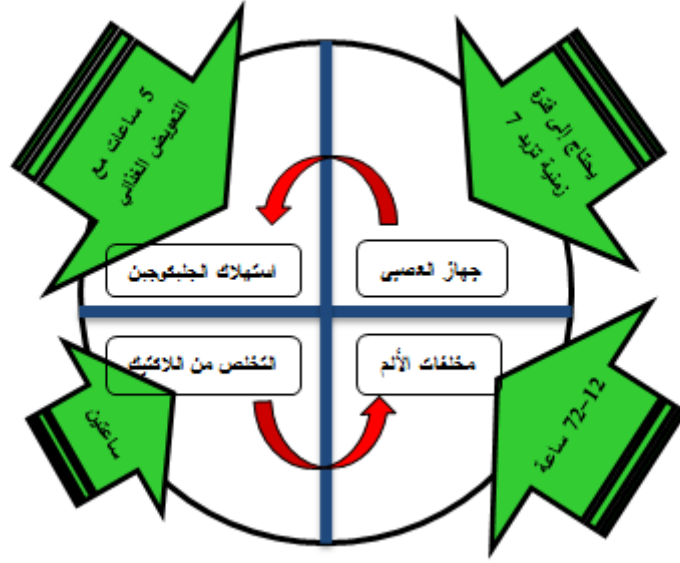 يحتاج إلى فترة
زمنية تزيد 7
5 ساعات مع
التعويض الغذائي
جهاز العصبي
استهلاك الجليكوجين
مخلفات الألم
التخلص من اللاكتيك
12-72 ساعة
ساعتين